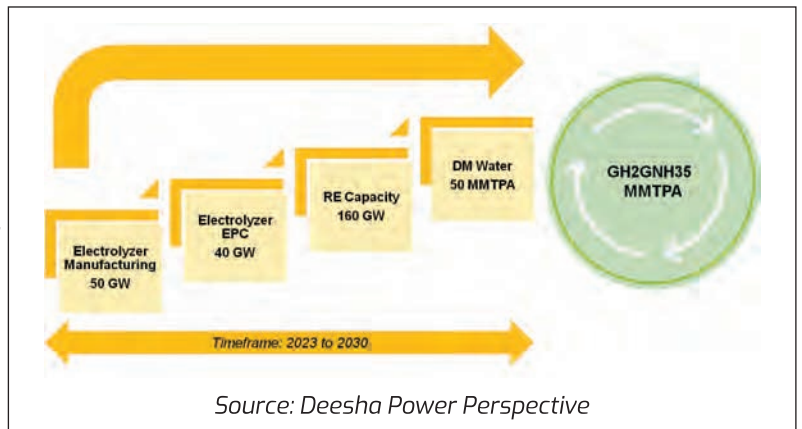 Electrolyzer
Manufacturing
50 GW
Electrolyzer
EPC
40 GW
RE Capacity
160 GW
DM Water
50 MMTPA
GH2GNH35
MMTPA
Timeframe: 2023 to 2030
Source: Deesha Power Perspective